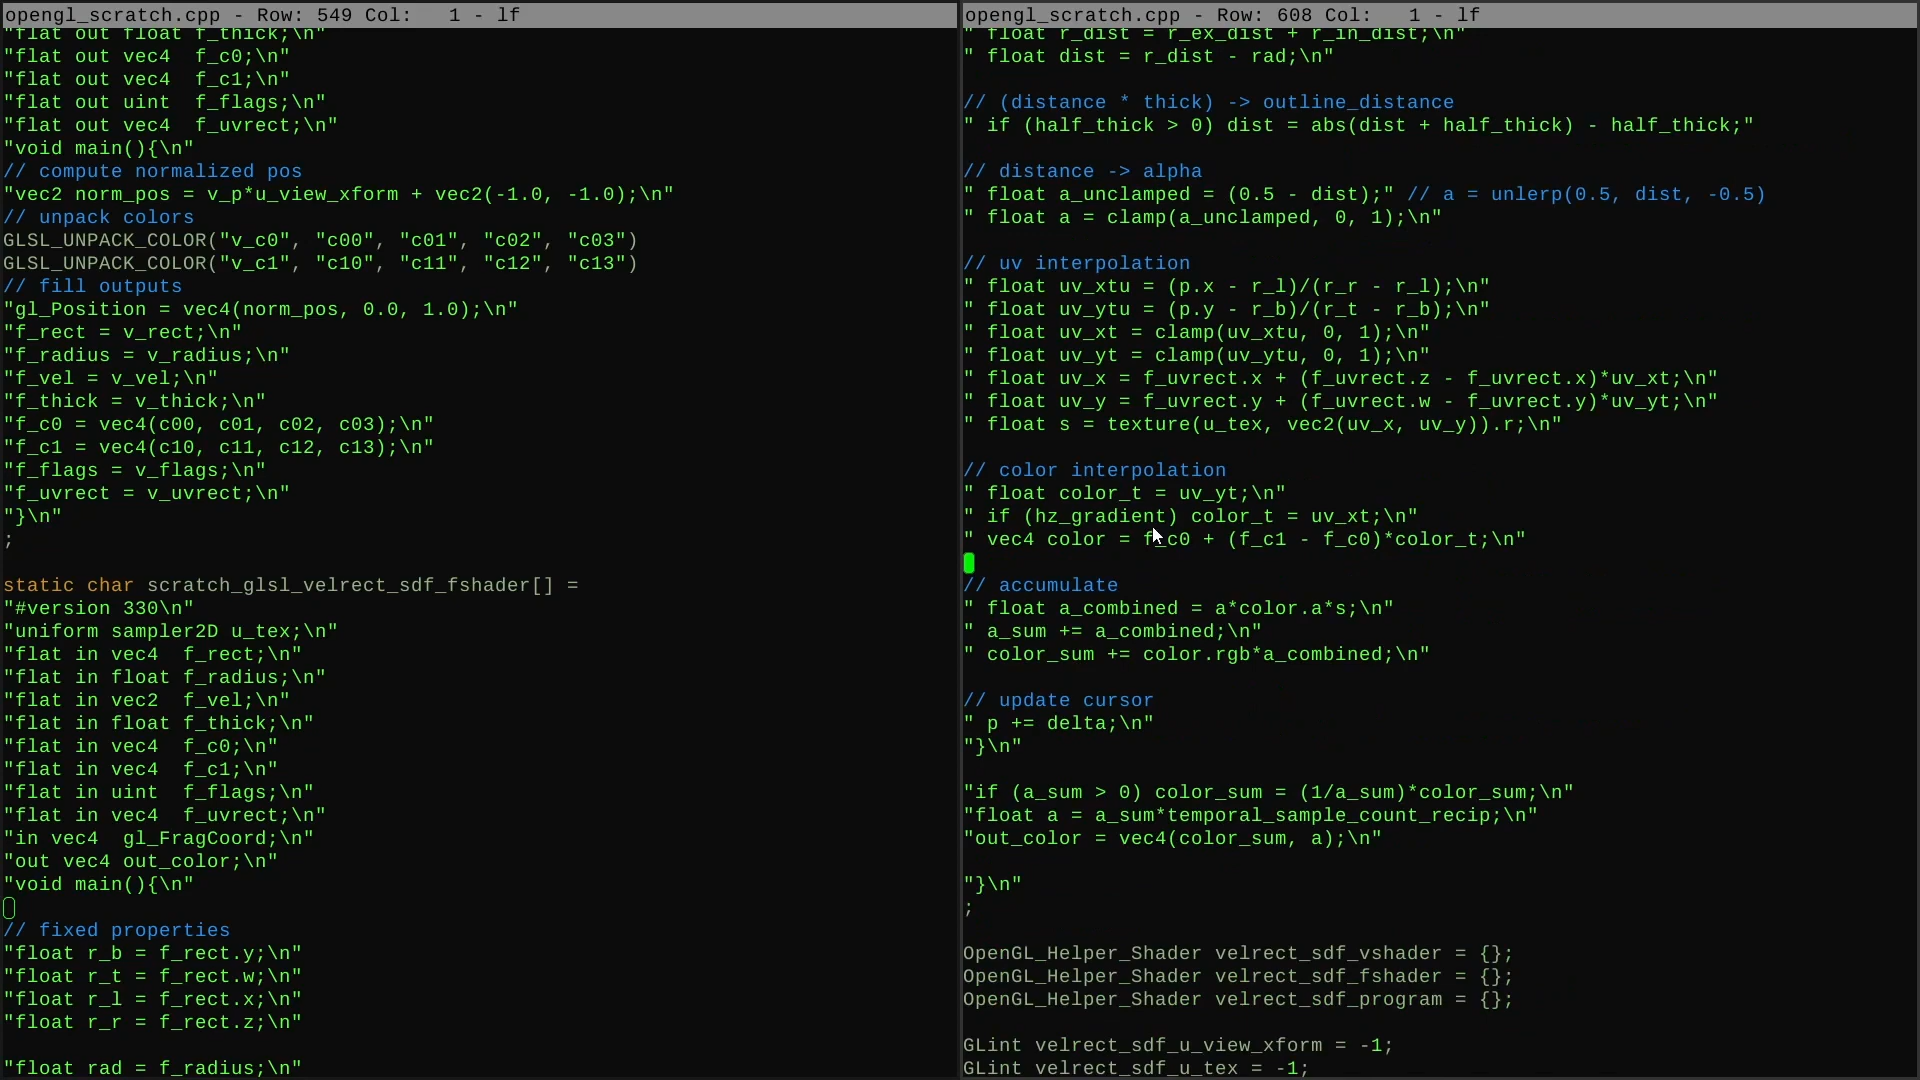 opengl_scratch.cpp - Row: 549 Col:   1 - lf
"flat out float f_thick;\n"
"flat out vec4  f_c0;\n"
"flat out vec4  f_c1;\n"
"flat out uint  f_flags;\n"
"flat out vec4  f_uvrect;\n"
"void main(){\n"
// compute normalized pos
"vec2 norm_pos = v_p*u_view_xform + vec2(-1.0, -1.0);\n"
// unpack colors
GLSL_UNPACK_COLOR("v_c0", "c00", "c01", "c02", "c03")
GLSL_UNPACK_COLOR("v_c1", "c10", "c11", "c12", "c13")
// fill outputs
"gl_Position = vec4(norm_pos, 0.0, 1.0);\n"
"f_rect = v_rect;\n"
"f_radius = v_radius;\n"
"f_vel = v_vel;\n"
"f_thick = v_thick;\n"
"f_c0 = vec4(c00, c01, c02, c03);\n"
"f_c1 = vec4(c10, c11, c12, c13);\n"
"f_flags = v_flags;\n"
"f_uvrect = v_uvrect;\n"
"}\n"
;
static char scratch_glsl_velrect_sdf_fshader[] =
"#version 330\n"
"uniform sampler2D u_tex;\n"
"flat in vec4  f_rect;\n"
"flat in float f_radius;\n"
"flat in vec2  f_vel;\n"
"flat in float f_thick;\n"
"flat in vec4  f_c0;\n"
"flat in vec4  f_c1;\n"
"flat in uint  f_flags;\n"
"flat in vec4  f_uvrect;\n"
"in vec4  gl_FragCoord;\n"
"out vec4 out_color;\n"
"void main(){\n"
// fixed properties
"float r_b = f_rect.y;\n"
"float r_t = f_rect.w;\n"
"float r_l = f_rect.x;\n"
"float r_r = f_rect.z;\n"
"float rad = f_radius;\n"
opengl_scratch.cpp - Row: 608 Col:   1 - lf
" float r_dist = r_ex_dist + r_in_dist;\n"
" float dist = r_dist - rad;\n"
// (distance * thick) -> outline_distance
" if (half_thick > 0) dist = abs(dist + half_thick) - half_thick;"
// distance -> alpha
" float a_unclamped = (0.5 - dist);" // a = unlerp(0.5, dist, -0.5)
" float a = clamp(a_unclamped, 0, 1);\n"
// uv interpolation
" float uv_xtu = (p.x - r_l)/(r_r - r_l);\n"
" float uv_ytu = (p.y - r_b)/(r_t - r_b);\n"
" float uv_xt = clamp(uv_xtu, 0, 1);\n"
" float uv_yt = clamp(uv_ytu, 0, 1);\n"
" float uv_x = f_uvrect.x + (f_uvrect.z - f_uvrect.x)*uv_xt;\n"
" float uv_y = f_uvrect.y + (f_uvrect.w - f_uvrect.y)*uv_yt;\n"
" float s = texture(u_tex, vec2(uv_x, uv_y)).r;\n"
// color interpolation
" float color_t = uv_yt;\n"
" if (hz_gradient) color_t = uv_xt;\n"
" vec4 color = f_c0 + (f_c1 - f_c0)*color_t;\n"
// accumulate
" float a_combined = a*color.a*s;\n"
" a_sum += a_combined;\n"
" color_sum += color.rgb*a_combined;\n"
// update cursor
" p += delta;\n"
"}\n"
"if (a_sum > 0) color_sum = (1/a_sum)*color_sum;\n"
"float a = a_sum*temporal_sample_count_recip;\n"
"out_color = vec4(color_sum, a);\n"
"}\n"
;
OpenGL_Helper_Shader velrect_sdf_vshader = {};
OpenGL_Helper_Shader velrect_sdf_fshader = {};
OpenGL_Helper_Shader velrect_sdf_program = {};
GLint velrect_sdf_u_view_xform = -1;
GLint velrect_sdf_u_tex = -1;